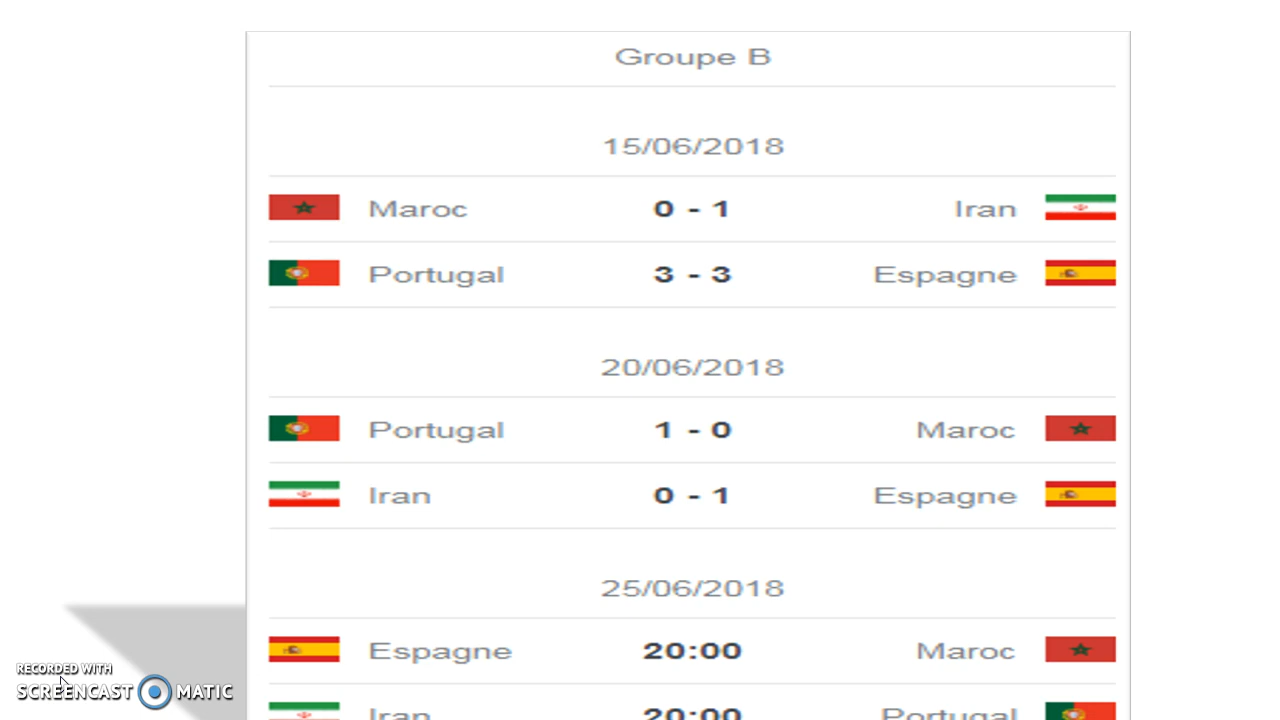 Groupe B
15/06/2018
Maroc 0 - 1 Iran
Portugal 3 - 3 Espagne
20/06/2018
Portugal 1 - 0 Maroc
Iran 0 - 1 Espagne
25/06/2018
Espagne 20:00 Maroc
Iran 20:00 Portugal
RECORDED WITH
SCREENCAST MATIC